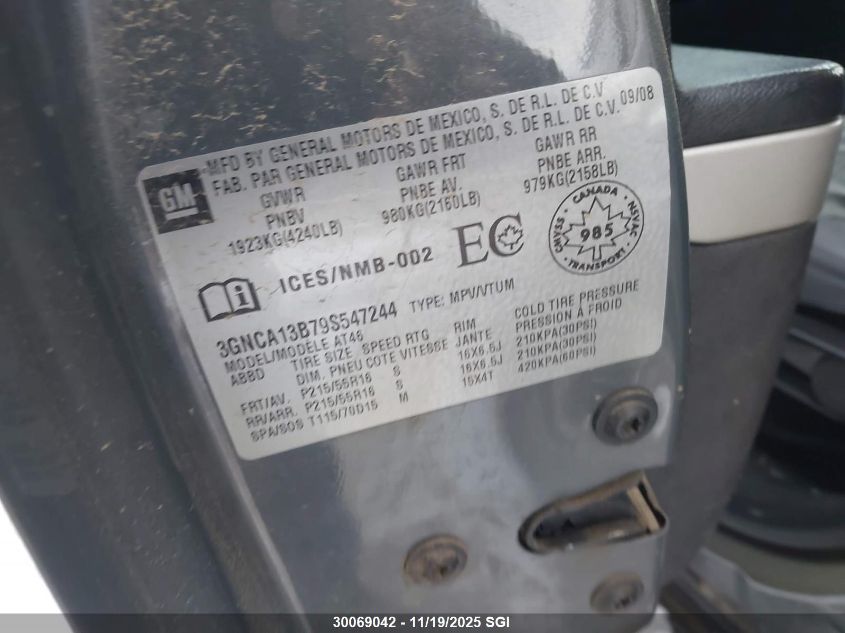 MFD BY GENERAL MOTORS DE MEXICO, S. DE R.L. DE C.V
FAB. PAR GENERAL MOTORS DE MEXICO, S. DE R.L. DE C.V. 09/08
GM
GVWR GAWR FRT GAWR RR
PNBV PNBE AV. PNBE ARR.
1923KG(4240LB) 980KG(2160LB) 979KG(2158LB)
i ICES/NMB-002 EC CANADA 985 TRANSPORT CSVAM NSVAC
3GNCA13B79S547244 TYPE: MPV/VTUM
MODEL/MODELE AT46
ABBD TIRE SIZE SPEED RTG RIM COLD TIRE PRESSURE
DIM. PNEU COTE VITESSE JANTE PRESSION À FROID
FRT/AV. P215/55R16 S 16X6.5J 210KPA(30PSI)
RR/ARR. P215/55R16 S 16X6.5J 210KPA(30PSI)
SPA/SOS T115/70D15 M 15X4T 420KPA(60PSI)
30069042 - 11/19/2025 SGI